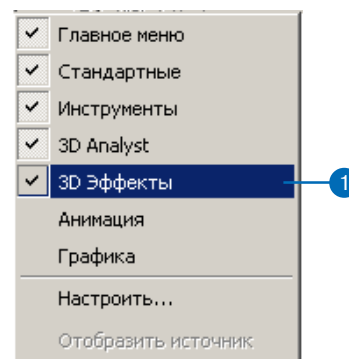 Главное меню
Стандартные
Инструменты
3D Analyst
3D Эффекты
1
Анимация
Графика
Настроить...
Отобразить источник